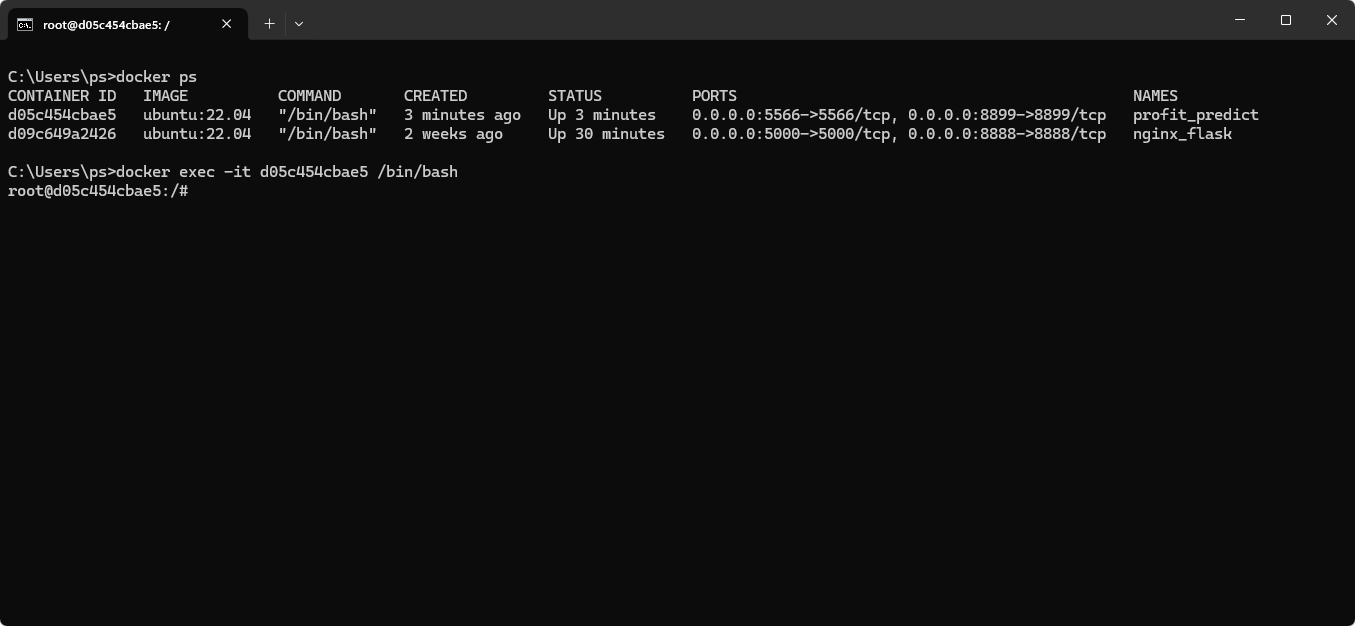 root@d05c454cbae5: /
C:\Users\ps>docker ps
CONTAINER ID   IMAGE          COMMAND       CREATED         STATUS          PORTS                                            NAMES
d05c454cbae5   ubuntu:22.04   "/bin/bash"   3 minutes ago   Up 3 minutes    0.0.0.0:5566->5566/tcp, 0.0.0.0:8899->8899/tcp   profit_predict
d09c649a2426   ubuntu:22.04   "/bin/bash"   2 weeks ago     Up 30 minutes   0.0.0.0:5000->5000/tcp, 0.0.0.0:8888->8888/tcp   nginx_flask
C:\Users\ps>docker exec -it d05c454cbae5 /bin/bash
root@d05c454cbae5:/#